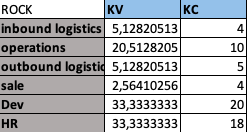 ROCK KV KC
inbound logistics 5,12820513 4
operations 20,5128205 10
outbound logistic 5,12820513 5
sale 2,56410256 4
Dev 33,3333333 20
HR 33,3333333 18